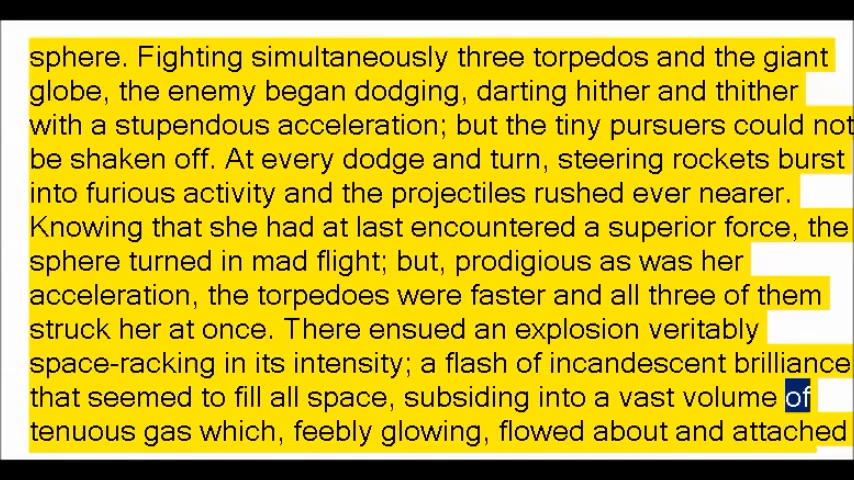 sphere. Fighting simultaneously three torpedos and the giant
globe, the enemy began dodging, darting hither and thither
with a stupendous acceleration; but the tiny pursuers could not
be shaken off. At every dodge and turn, steering rockets burst
into furious activity and the projectiles rushed ever nearer.
Knowing that she had at last encountered a superior force, the
sphere turned in mad flight; but, prodigious as was her
acceleration, the torpedoes were faster and all three of them
struck her at once. There ensued an explosion veritably
space-racking in its intensity; a flash of incandescent brilliance
that seemed to fill all space, subsiding into a vast volume of
tenuous gas which, feebly glowing, flowed about and attached